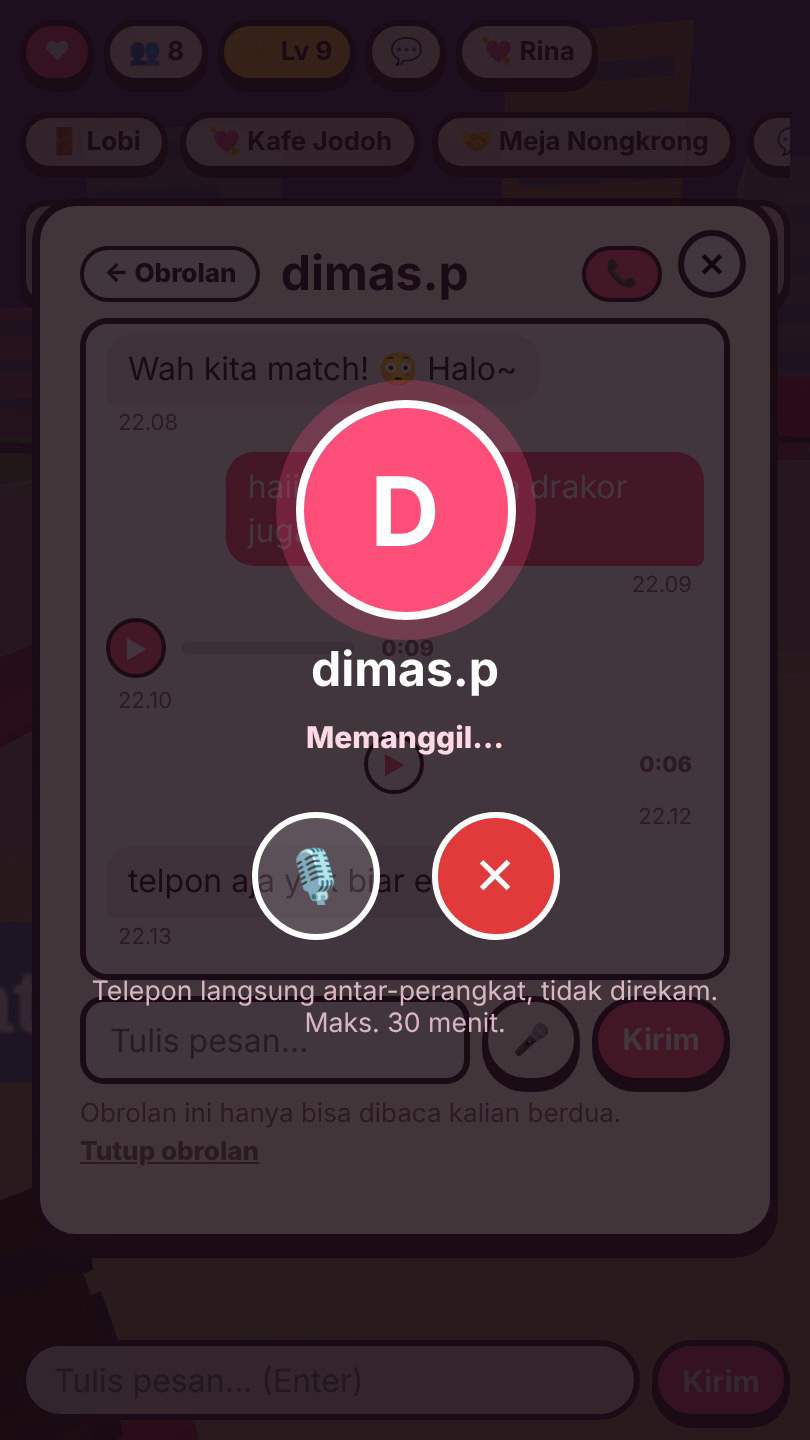 8
Lv 9
Rina
Lobi
Kafe Jodoh
Meja Nongkrong
← Obrolan
dimas.p
Wah kita match! 😳 Halo~
22.08
drakor
22.09
D
0:09
dimas.p
22.10
Memanggil...
0:06
22.12
telpon aja
22.13
Telepon langsung antar-perangkat, tidak direkam.
Maks. 30 menit.
Tulis pesan...
Kirim
Obrolan ini hanya bisa dibaca kalian berdua.
Tutup obrolan
Tulis pesan... (Enter)
Kirim